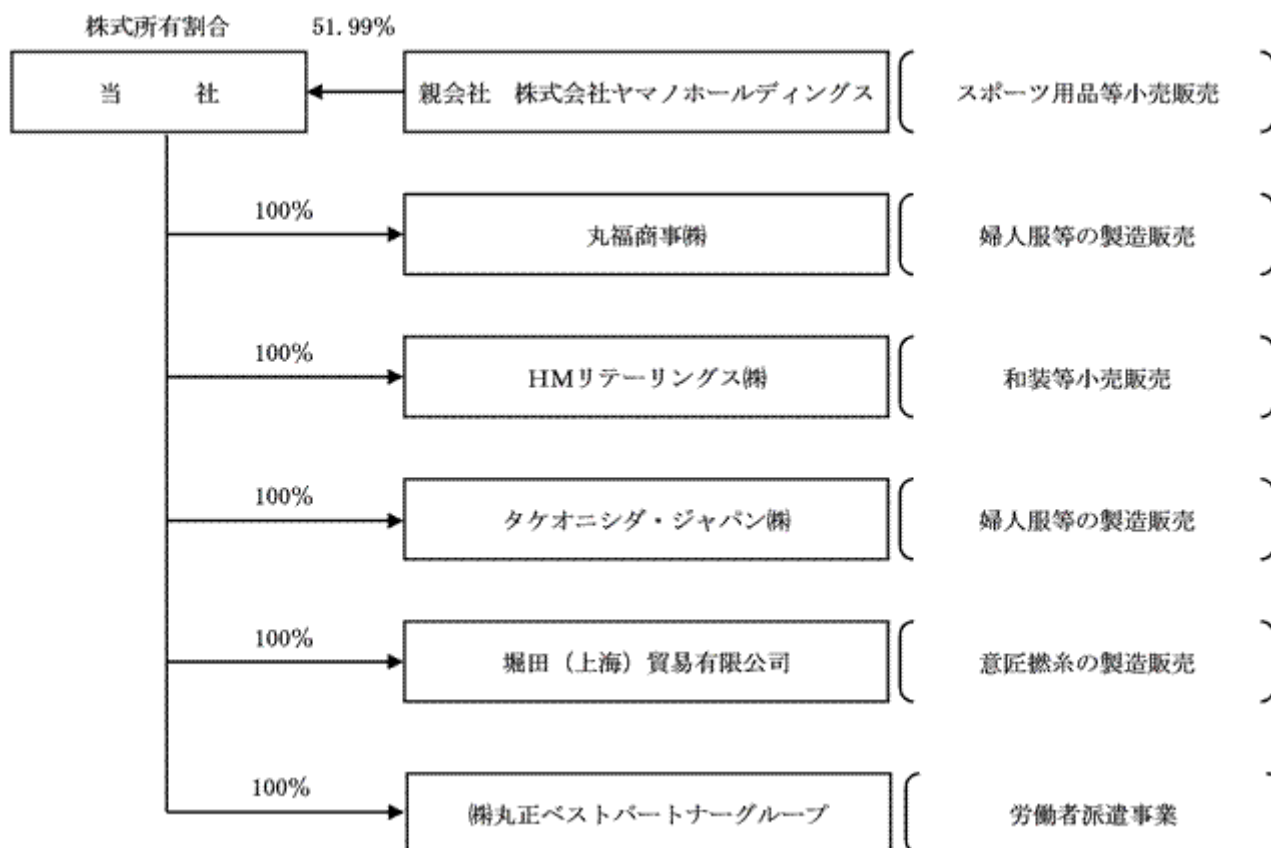 株式所有割合 51.99%
当 社
親会社 株式会社ヤマノホールディングス
スポーツ用品等小売販売
100%
丸福商事㈱
婦人服等の製造販売
100%
HMリテーリングス㈱
和装等小売販売
100%
タケオニシダ・ジャパン㈱
婦人服等の製造販売
100%
堀田（上海）貿易有限公司
意匠撚糸の製造販売
100%
㈱丸正ベストパートナーグループ
労働者派遣事業